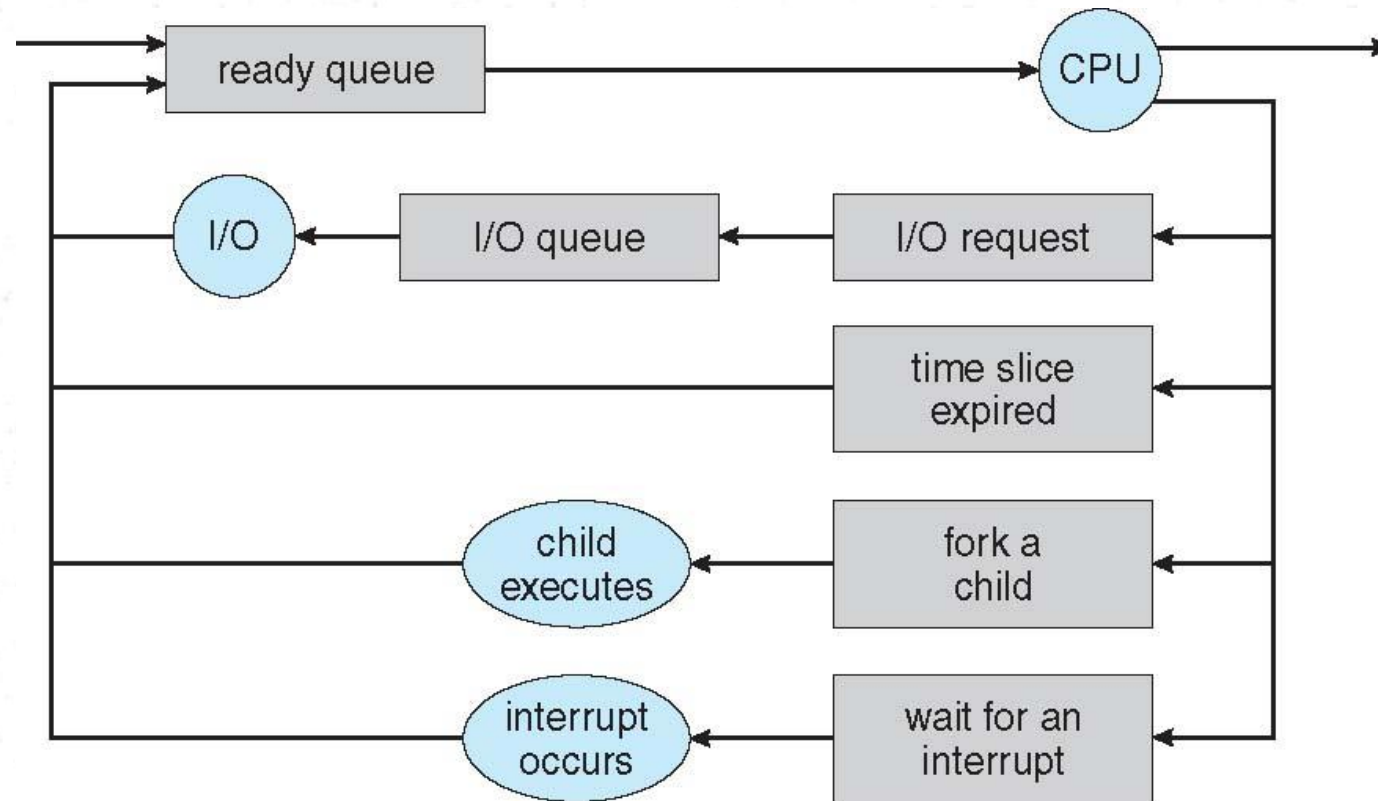 ready queue
CPU
I/O
I/O queue
I/O request
time slice
expired
child
executes
fork a
child
interrupt
occurs
wait for an
interrupt